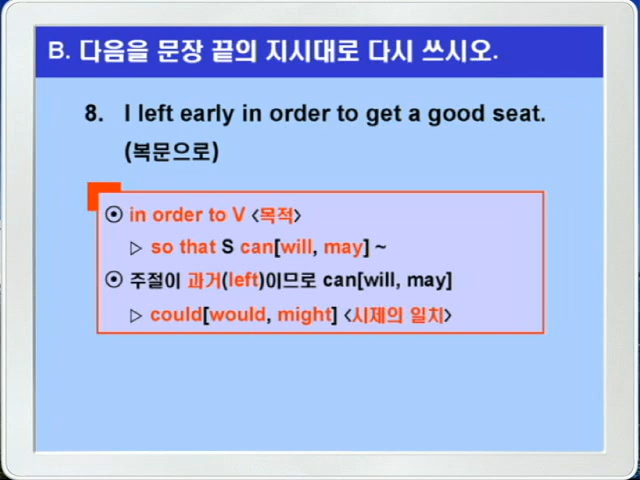 B. 다음을 문장 끝의 지시대로 다시 쓰시오.
8. I left early in order to get a good seat.
(복문으로)
⊙ in order to V <목적>
▷ so that S can[will, may] ~
⊙ 주절이 과거(left)이므로 can[will, may]
▷ could[would, might] <시제의 일치>